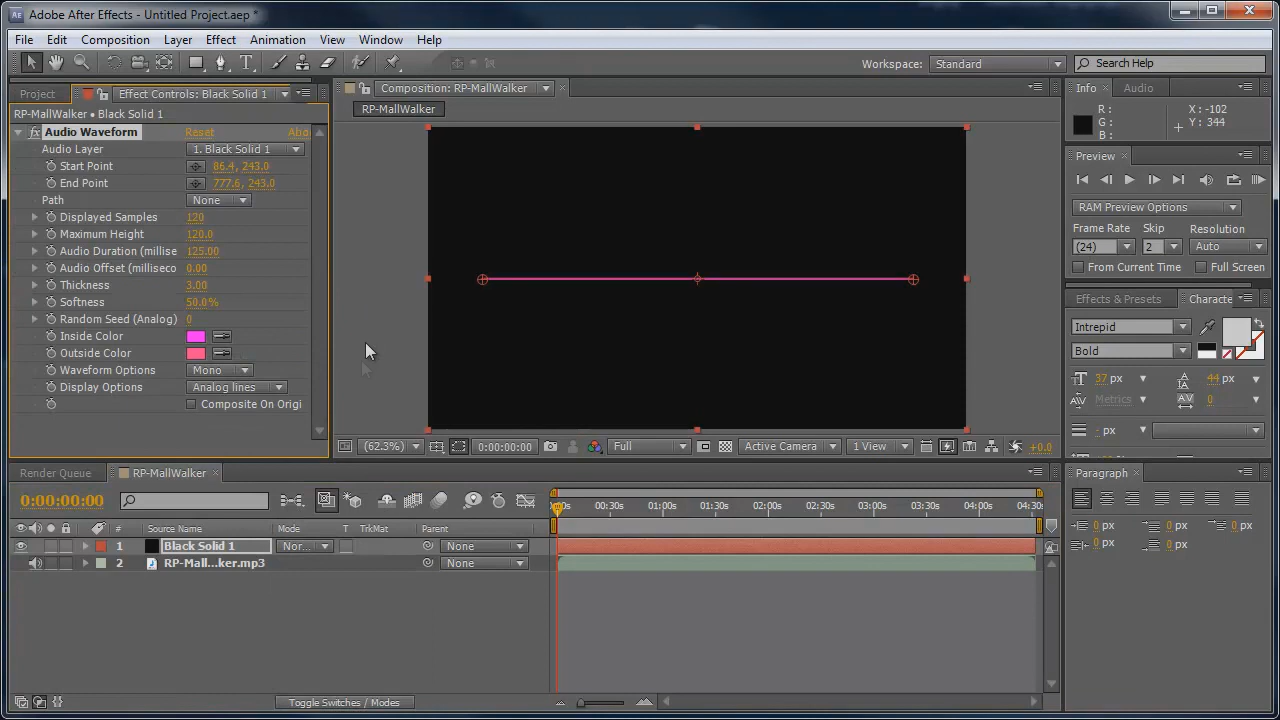 Adobe After Effects - Untitled Project.aep *
File Edit Composition Layer Effect Animation View Window Help
Workspace: Standard Search Help
Project Effect Controls: Black Solid 1 Composition: RP-MallWalker Info Audio
RP-MallWalker • Black Solid 1 RP-MallWalker
R: X: -102
G: Y: 344
B:
fx Audio Waveform Reset Abo
Audio Layer 1. Black Solid 1
Start Point 86.4, 243.0
End Point 777.6, 243.0
Path None
Displayed Samples 120
Maximum Height 120.0
Audio Duration (millise 125.00
Audio Offset (milliseco 0.00
Thickness 3.00
Softness 50.0%
Random Seed (Analog) 0
Inside Color
Outside Color
Waveform Options Mono
Display Options Analog lines
Composite On Origi
Preview
RAM Preview Options
Frame Rate Skip Resolution
(24) 2 Auto
From Current Time Full Screen
Effects & Presets Characte
Intrepid
Bold
37 px 44 px
Metrics 0
- px
(62.3%) 0:00:00:00 Full Active Camera 1 View +0.0
Render Queue RP-MallWalker
Paragraph
0 px 0 px 0 px
0 px 0 px
0:00:00:00
00s 00:30s 01:00s 01:30s 02:00s 02:30s 03:00s 03:30s 04:00s 04:30s
# Source Name Mode T TrkMat Parent
1 Black Solid 1 Nor... None
2 RP-Mall...ker.mp3 None
Toggle Switches / Modes